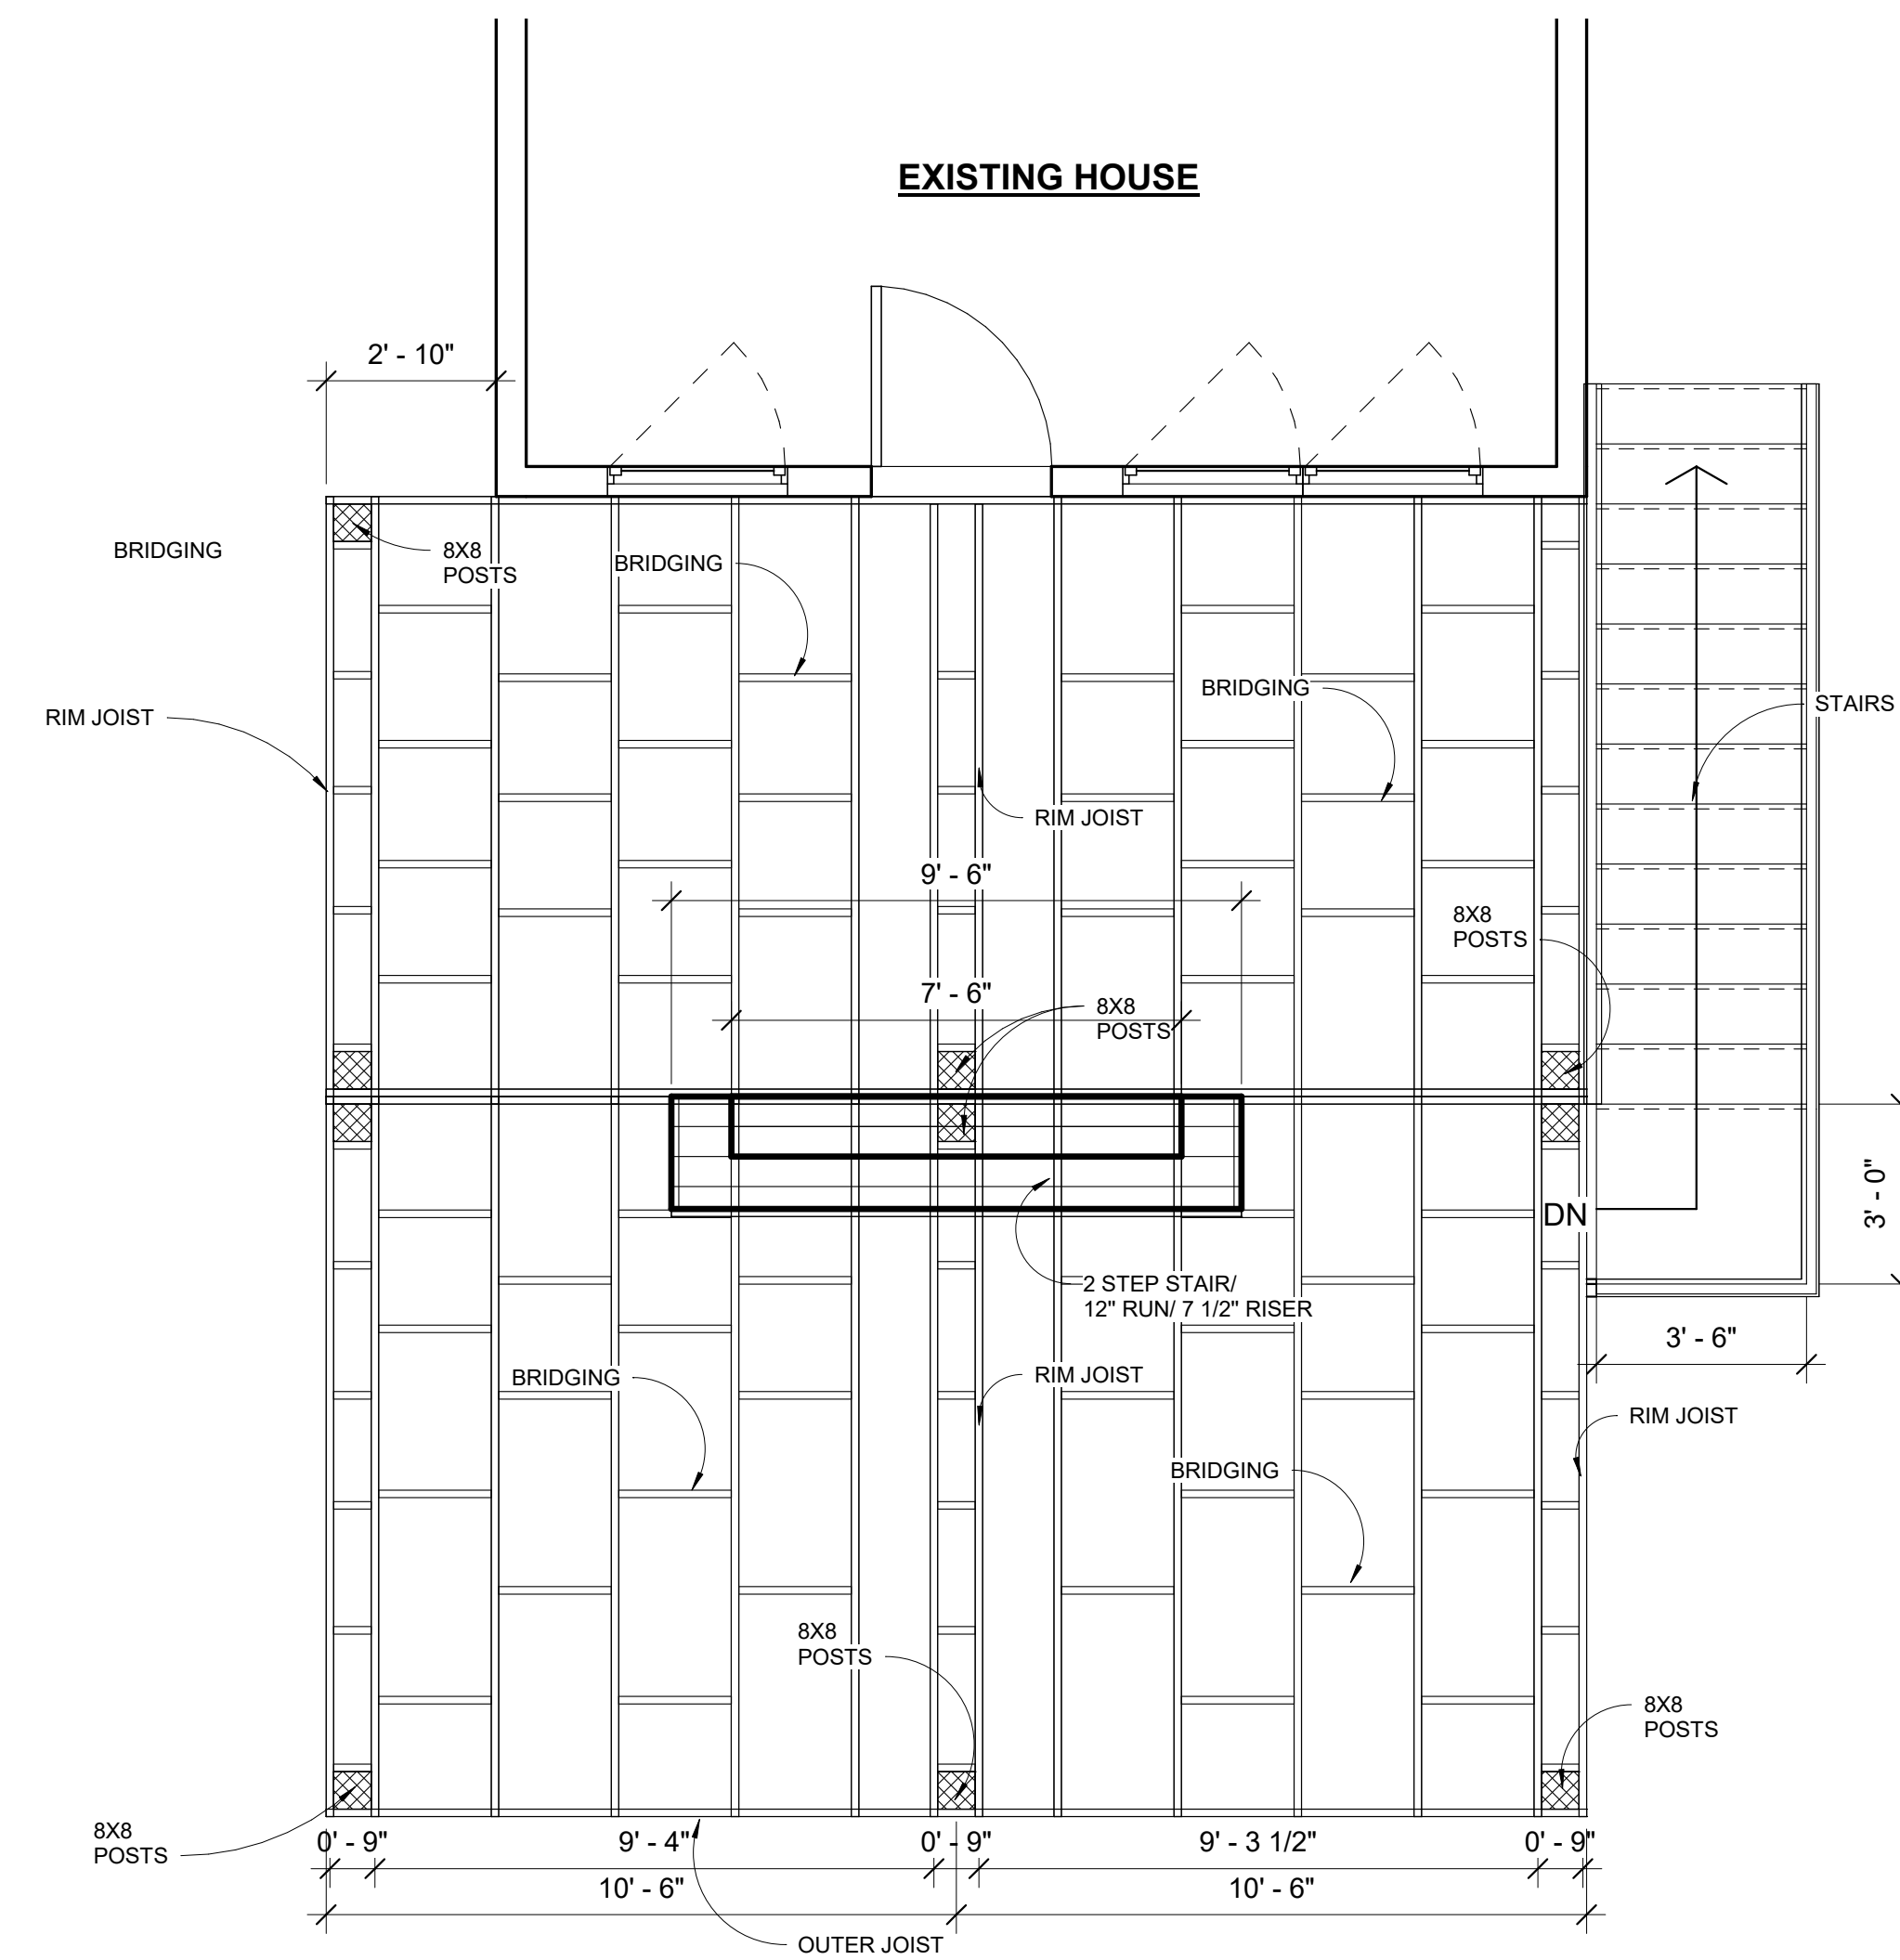 EXISTING HOUSE
2' - 10"
BRIDGING
8X8
POSTS
BRIDGING
BRIDGING
RIM JOIST
STAIRS
RIM JOIST
9' - 6"
8X8
POSTS
7' - 6"
8X8
POSTS
3' - 0"
DN
2 STEP STAIR/
12" RUN/ 7 1/2" RISER
3' - 6"
BRIDGING
RIM JOIST
RIM JOIST
BRIDGING
8X8
POSTS
8X8
POSTS
8X8
POSTS
0' - 9"
9' - 4"
0' - 9"
9' - 3 1/2"
0' - 9"
10' - 6"
10' - 6"
OUTER JOIST